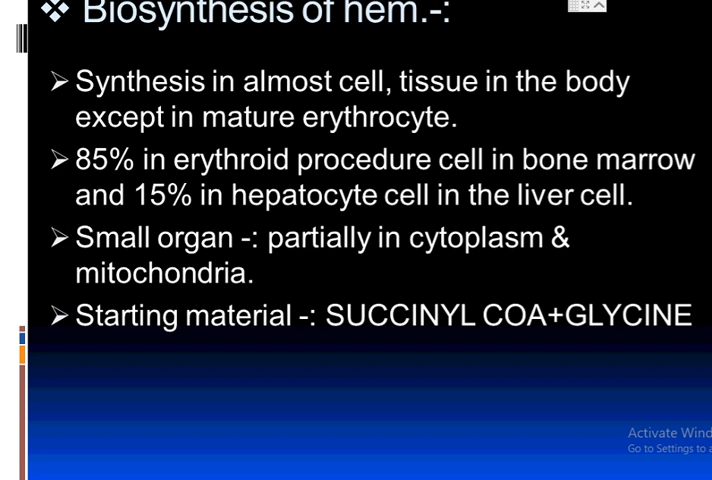 ❖ Biosynthesis of hem.-:
➢ Synthesis in almost cell, tissue in the body
except in mature erythrocyte.
➢ 85% in erythroid procedure cell in bone marrow
and 15% in hepatocyte cell in the liver cell.
➢ Small organ -: partially in cytoplasm &
mitochondria.
➢ Starting material -: SUCCINYL COA+GLYCINE
Activate Wind
Go to Settings to a